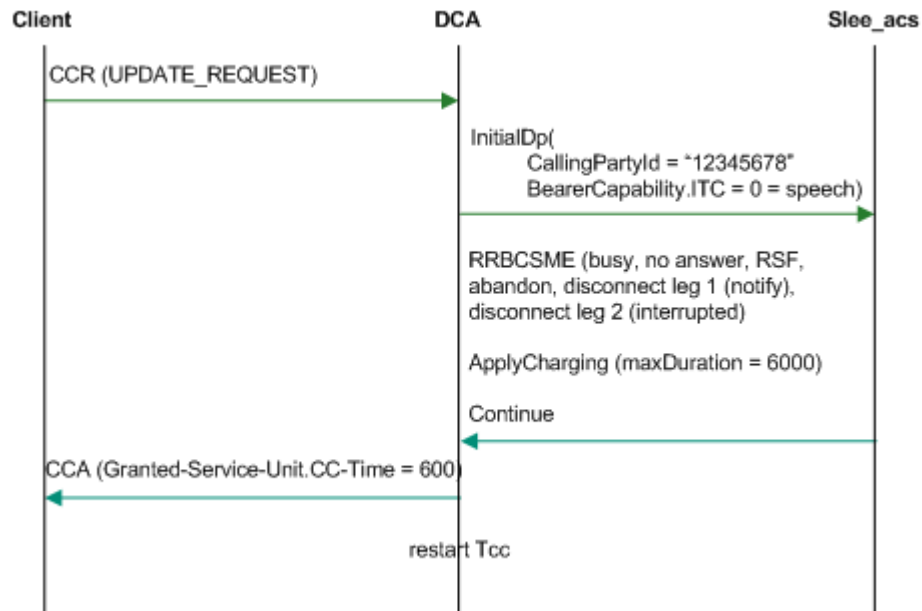 Client DCA Slee_acs
CCR (UPDATE_REQUEST)
InitialDp(
CallingPartyId = “12345678”
BearerCapability.ITC = 0 = speech)
RRBCSME (busy, no answer, RSF,
abandon, disconnect leg 1 (notify),
disconnect leg 2 (interrupted)
ApplyCharging (maxDuration = 6000)
Continue
CCA (Granted-Service-Unit.CC-Time = 600)
restart Tcc